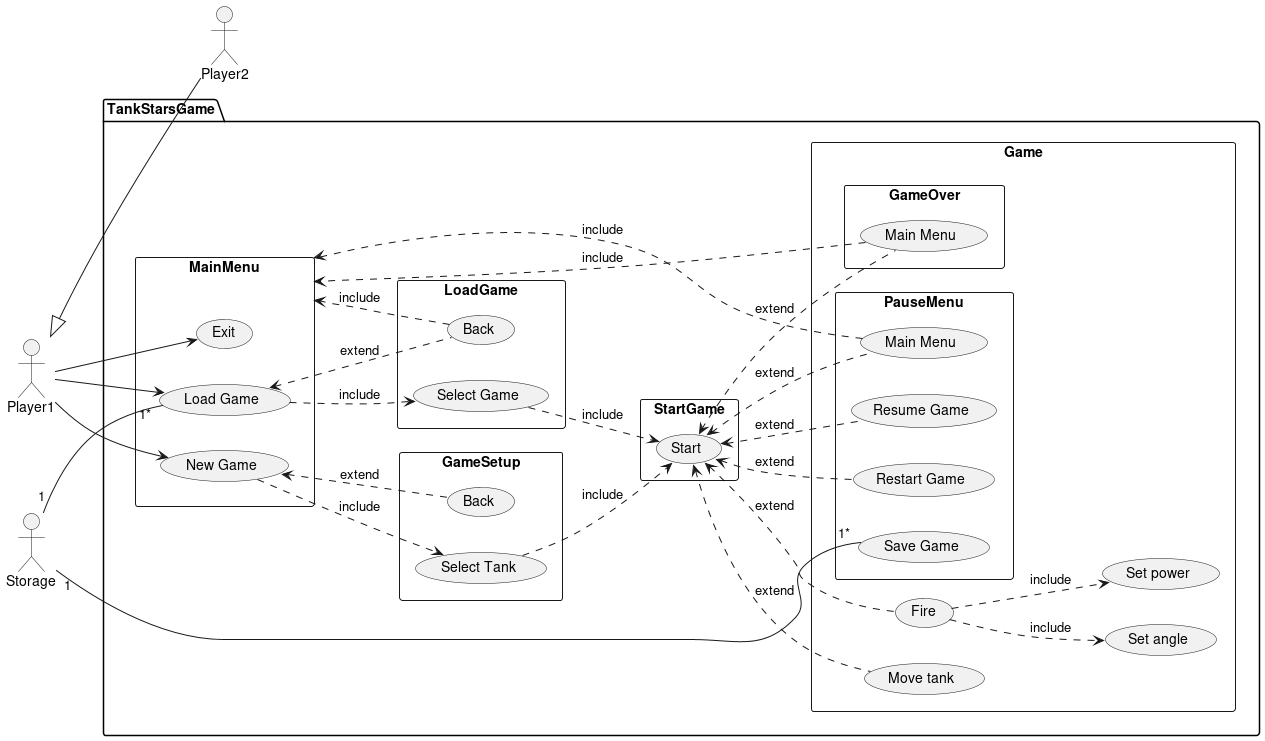 Player2
TankStarsGame
Game
GameOver
Main Menu
include
include
MainMenu
LoadGame
PauseMenu
include
Back
extend
Main Menu
Exit
extend
extend
Player1
Load Game
1*
include
Select Game
StartGame
Start
include
extend
Resume Game
GameSetup
New Game
extend
Back
include
extend
Restart Game
1
include
extend
1*
Save Game
Storage
1
Select Tank
extend
include
Set power
Fire
include
Set angle
Move tank